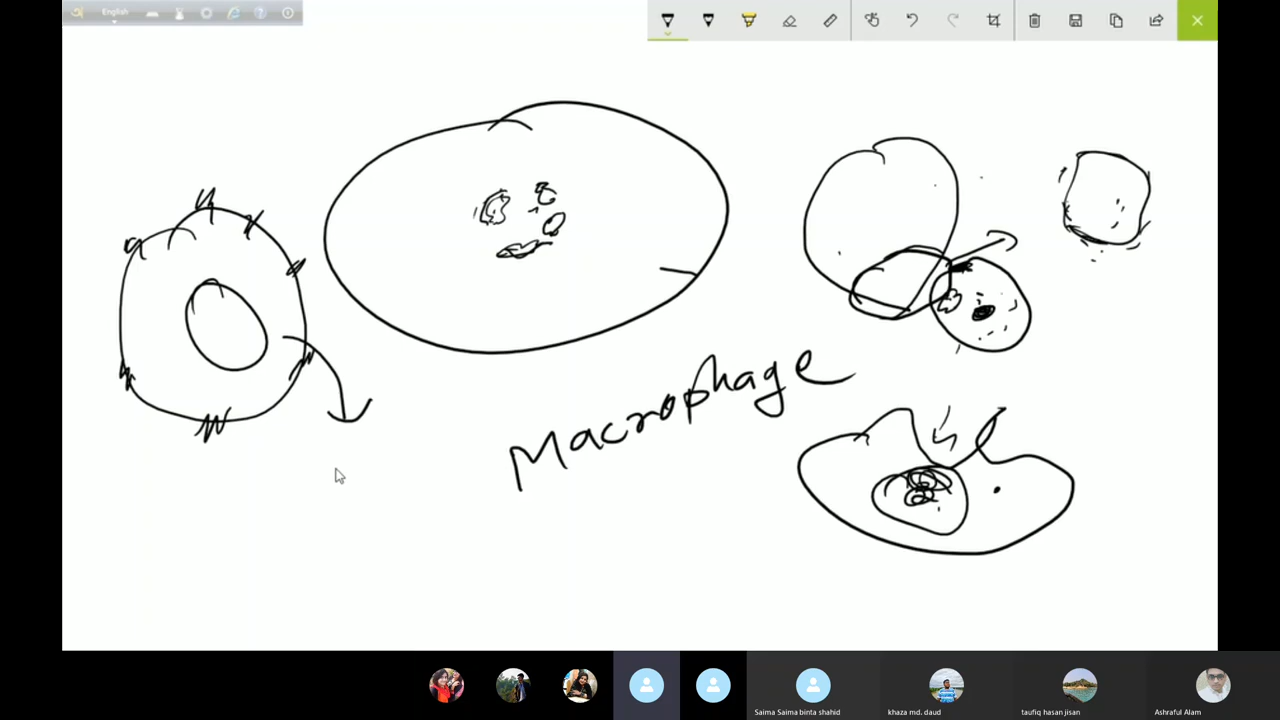 অ English
Macrophage
Saima Saima binta shahid
khaza md. daud
taufiq hasan jisan
Ashraful Alam